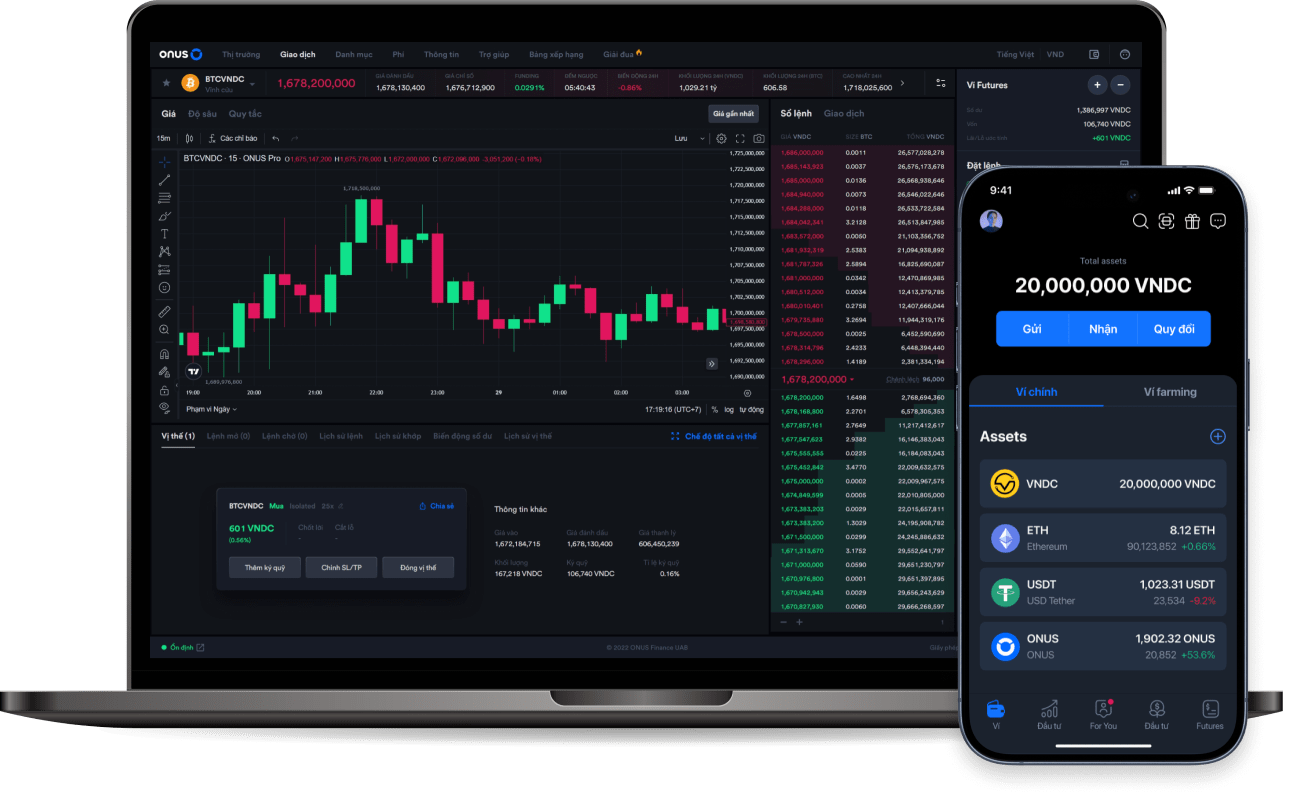 ONUS Thị trường Giao dịch Danh mục Phí Thông tin Trợ giúp Bảng xếp hạng Giải đua Tiếng Việt VND
BTCVNDC
Vĩnh cửu
1,678,200,000
GIÁ ĐÁNH DẤU
1,678,130,400
GIÁ CHỈ SỐ
1,676,712,900
FUNDING
0.0291%
ĐẾM NGƯỢC
05:40:43
BIẾN ĐỘNG 24H
-0.86%
KHỐI LƯỢNG 24H (VNDC)
1,029.21 tỷ
KHỐI LƯỢNG 24H (BTC)
606.58
CAO NHẤT 24H
1,718,025,600
Giá Độ sâu Quy tắc Giá gần nhất
15m Các chỉ báo Lưu
BTCVNDC · 15 · ONUS Pro O1,675,147,200 H1,675,776,000 L1,672,000,000 C1,672,096,000 -3,051,200 (-0.18%)
1,718,500,000
1,689,976,000
1,725,000,000
1,722,500,000
1,720,000,000
1,717,500,000
1,715,000,000
1,712,500,000
1,710,000,000
1,707,500,000
1,705,000,000
1,702,500,000
1,700,000,000
1,697,500,000
1,695,000,000
1,692,500,000
1,690,000,000
19:00 20:00 21:00 22:00 23:00 29 01:00 02:00 03:00
Phạm vi Ngày 17:19:16 (UTC+7) % log tự động
Vị thế (1) Lệnh mở (0) Lệnh chờ (0) Lịch sử lệnh Lịch sử khớp Biến động số dư Lịch sử vị thế Chế độ tất cả vị thế
BTCVNDC Mua Isolated 25x Chia sẻ
601 VNDC
(0.56%)
Chốt lời
-
Cắt lỗ
-
Thêm ký quỹ Chỉnh SL/TP Đóng vị thế
Thông tin khác
Giá vào Giá đánh dấu Giá thanh lý
1,672,184,715 1,678,130,400 606,450,239
Khối lượng Ký quỹ Tỉ lệ ký quỹ
167,218 VNDC 106,740 VNDC 0.16%
Sổ lệnh Giao dịch
GIÁ VNDC SIZE BTC TỔNG VNDC
1,686,000,000 0.0011 26,577,028,278
1,685,143,923 0.0037 26,575,173,678
1,685,000,000 0.0136 26,568,938,646
1,684,940,000 0.0073 26,546,022,646
1,684,288,000 0.0118 26,533,722,584
1,684,042,341 3.2128 26,513,847,985
1,683,572,000 0.0050 21,103,356,752
1,681,932,319 2.5383 21,094,938,892
1,681,787,326 2.5894 16,825,690,087
1,681,000,000 0.0342 12,470,869,985
1,680,512,000 0.0034 12,413,379,785
1,680,010,401 0.2758 12,407,666,044
1,679,735,880 3.2694 11,944,319,176
1,678,500,000 0.0025 6,452,590,690
1,678,314,796 2.4233 6,448,394,440
1,678,296,000 1.4189 2,381,334,194
1,678,200,000 Chênh lệch 96,000
1,678,200,000 1.6498 2,768,694,360
1,678,168,800 2.2701 6,578,305,353
1,677,857,161 2.7649 11,217,412,617
1,677,547,623 2.9382 16,146,383,043
1,675,555,555 0.0225 16,184,083,043
1,675,452,842 3.4770 22,009,632,575
1,675,000,000 0.0002 22,009,967,575
1,674,849,599 0.0005 22,010,805,000
1,673,383,203 0.0029 22,015,657,811
1,673,383,200 1.3029 24,195,908,782
1,671,500,000 0.0299 24,245,886,632
1,671,313,670 3.1752 29,552,641,797
1,671,000,000 0.0590 29,651,230,797
1,670,976,800 0.0001 29,651,397,895
1,670,942,943 0.0029 29,656,243,629
1,670,827,930 0.0060 29,666,268,597
Ví Futures
Số dư 1,386,997 VNDC
Vốn 106,740 VNDC
Lãi/Lỗ ước tính +601 VNDC
Đặt lệnh
Ổn định © 2022 ONUS Finance UAB Giấy phép
9:41
Total assets
20,000,000 VNDC
Gửi Nhận Quy đổi
Ví chính Ví farming
Assets
VNDC 20,000,000 VNDC
ETH 8.12 ETH
Ethereum 90,123,852 +0.66%
USDT 1,023.31 USDT
USD Tether 23,534 -9.2%
ONUS 1,902.32 ONUS
ONUS 20,852 +53.6%
Ví Đầu tư For You Đầu tư Futures